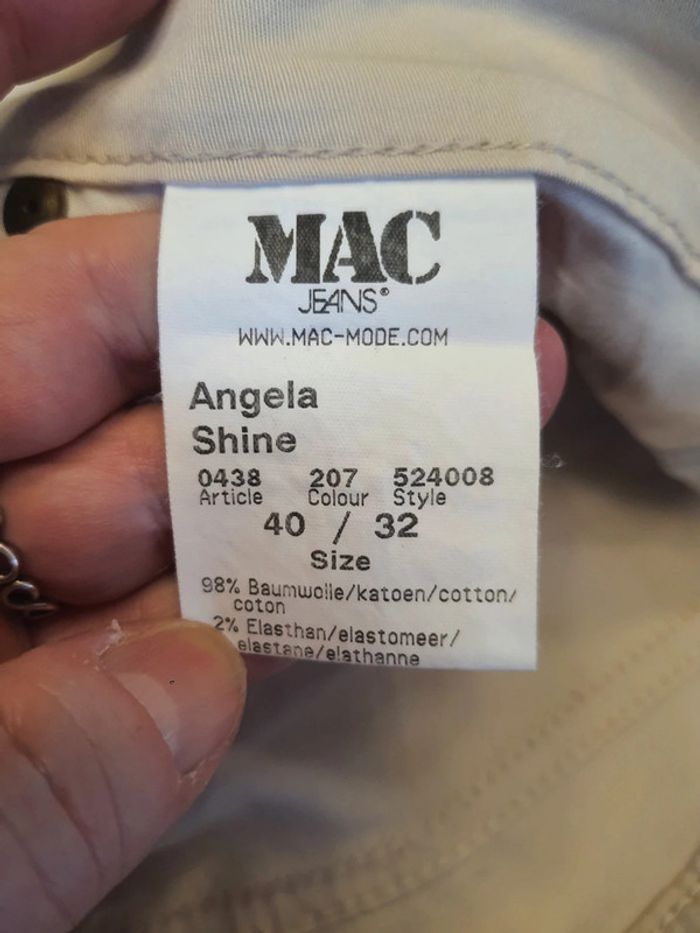 MAC
JEANS®
WWW.MAC-MODE.COM
Angela
Shine
0438 207 524008
Article Colour Style
40 / 32
Size
98% Baumwolle/katoen/cotton/
coton
2% Elasthan/elastomeer/
elastane/elathanne